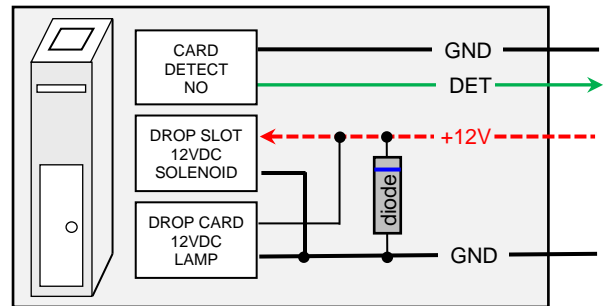 CARD
DETECT
NO
GND
DET
DROP SLOT
12VDC
SOLENOID
+12V
diode
DROP CARD
12VDC
LAMP
GND